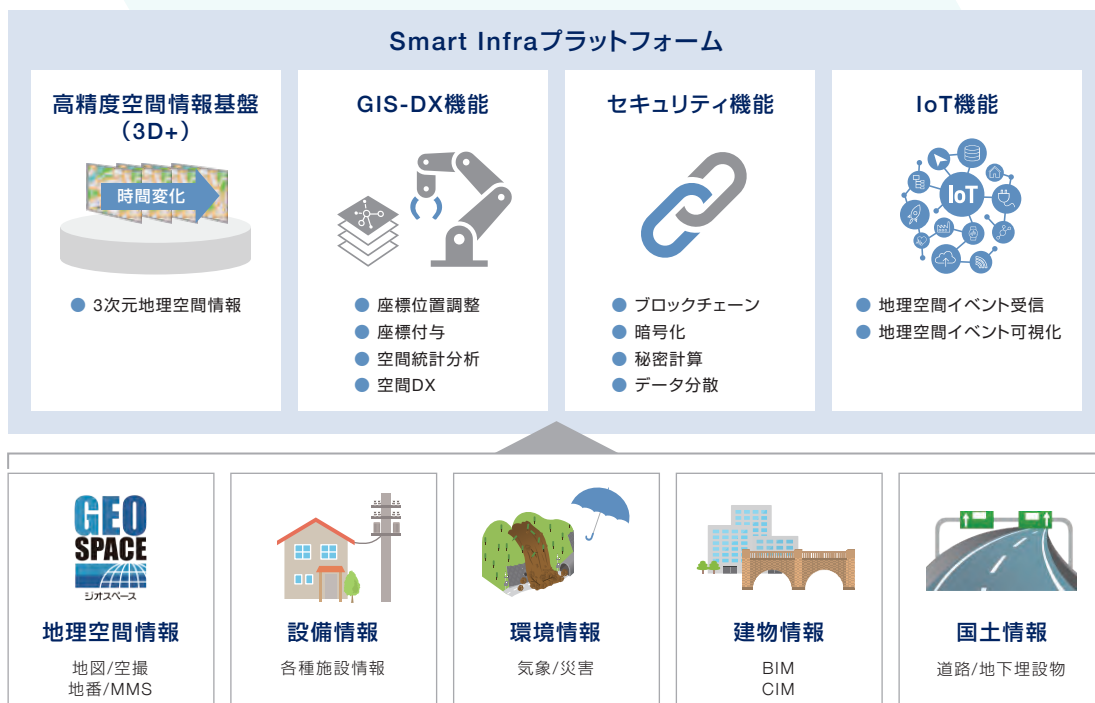 Smart Infraプラットフォーム
高精度空間情報基盤
（3D+）
時間変化
● 3次元地理空間情報
GIS-DX機能
● 座標位置調整
● 座標付与
● 空間統計分析
● 空間DX
セキュリティ機能
● ブロックチェーン
● 暗号化
● 秘密計算
● データ分散
IoT機能
IoT
● 地理空間イベント受信
● 地理空間イベント可視化
GEO
SPACE
ジオスペース
地理空間情報
地図/空撮
地番/MMS
設備情報
各種施設情報
環境情報
気象/災害
建物情報
BIM
CIM
国土情報
道路/地下埋設物